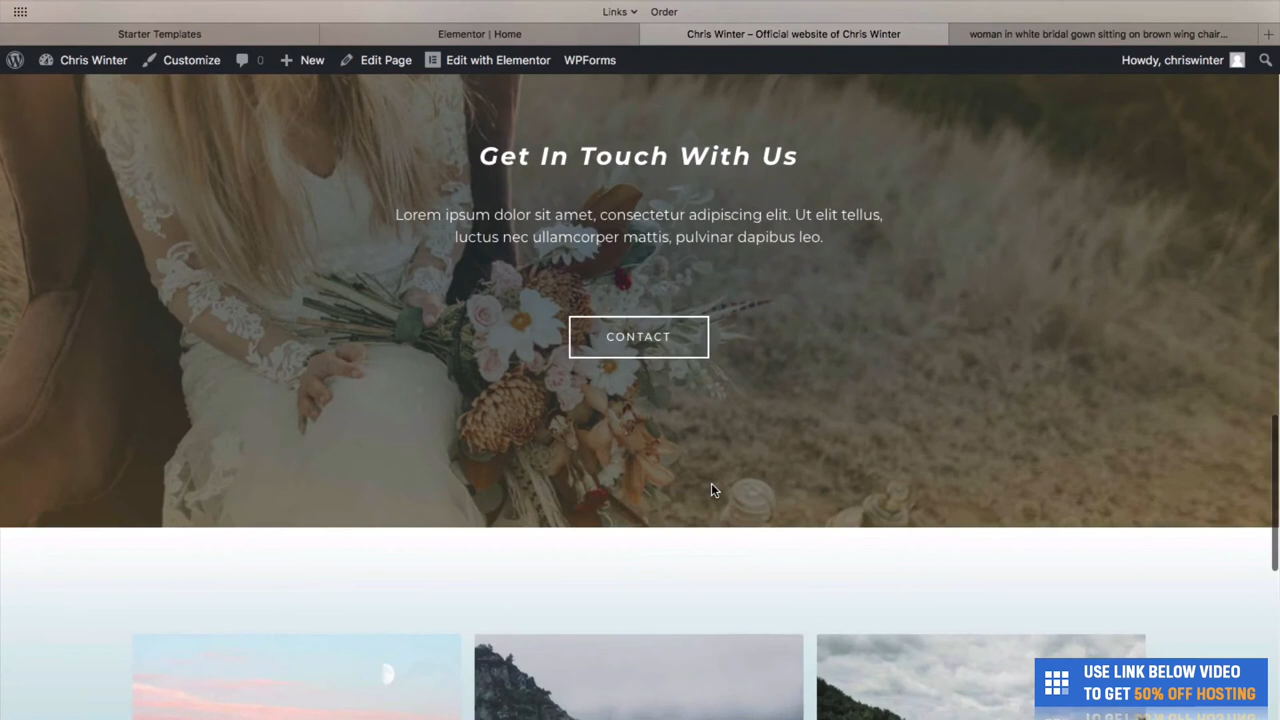 Links Order
Starter Templates
Elementor | Home
Chris Winter – Official website of Chris Winter
woman in white bridal gown sitting on brown wing chair...
Chris Winter Customize 0 New Edit Page Edit with Elementor WPForms
Howdy, chriswinter
Get In Touch With Us
Lorem ipsum dolor sit amet, consectetur adipiscing elit. Ut elit tellus,
luctus nec ullamcorper mattis, pulvinar dapibus leo.
CONTACT
USE LINK BELOW VIDEO
TO GET 50% OFF HOSTING